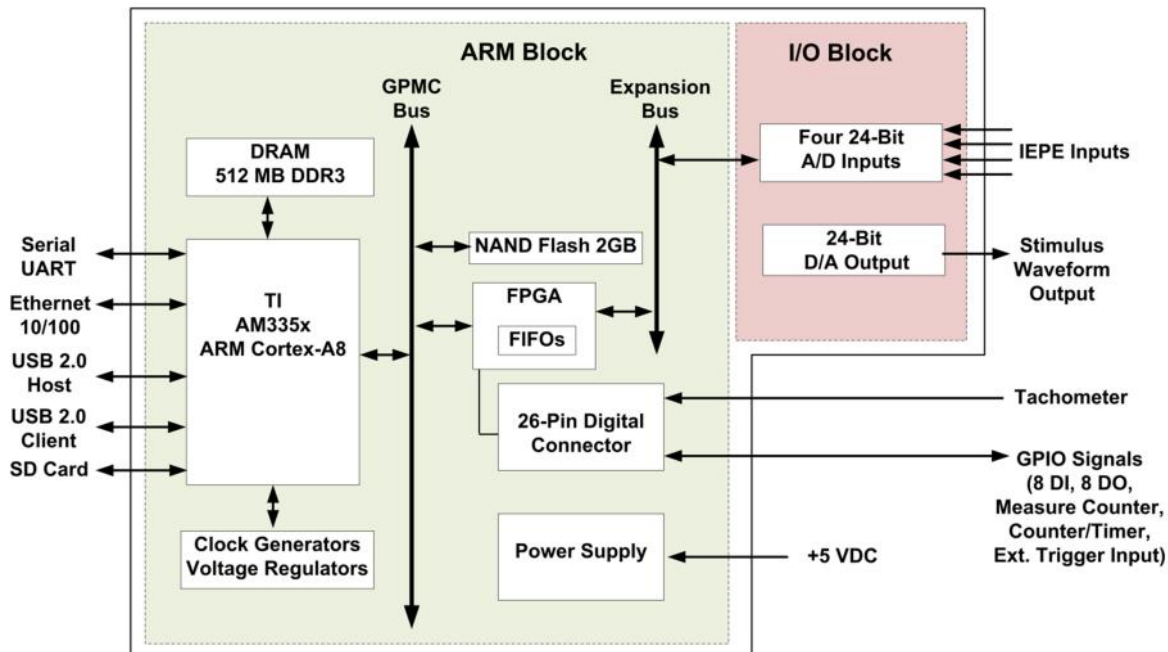 ARM Block
I/O Block
GPMC
Bus
Expansion
Bus
DRAM
512 MB DDR3
Four 24-Bit
A/D Inputs
IEPE Inputs
Serial
UART
Ethernet
10/100
USB 2.0
Host
USB 2.0
Client
SD Card
TI
AM335x
ARM Cortex-A8
NAND Flash 2GB
24-Bit
D/A Output
Stimulus
Waveform
Output
FPGA
FIFOs
26-Pin Digital
Connector
Tachometer
GPIO Signals
(8 DI, 8 DO,
Measure Counter,
Counter/Timer,
Ext. Trigger Input)
Clock Generators
Voltage Regulators
Power Supply
+5 VDC